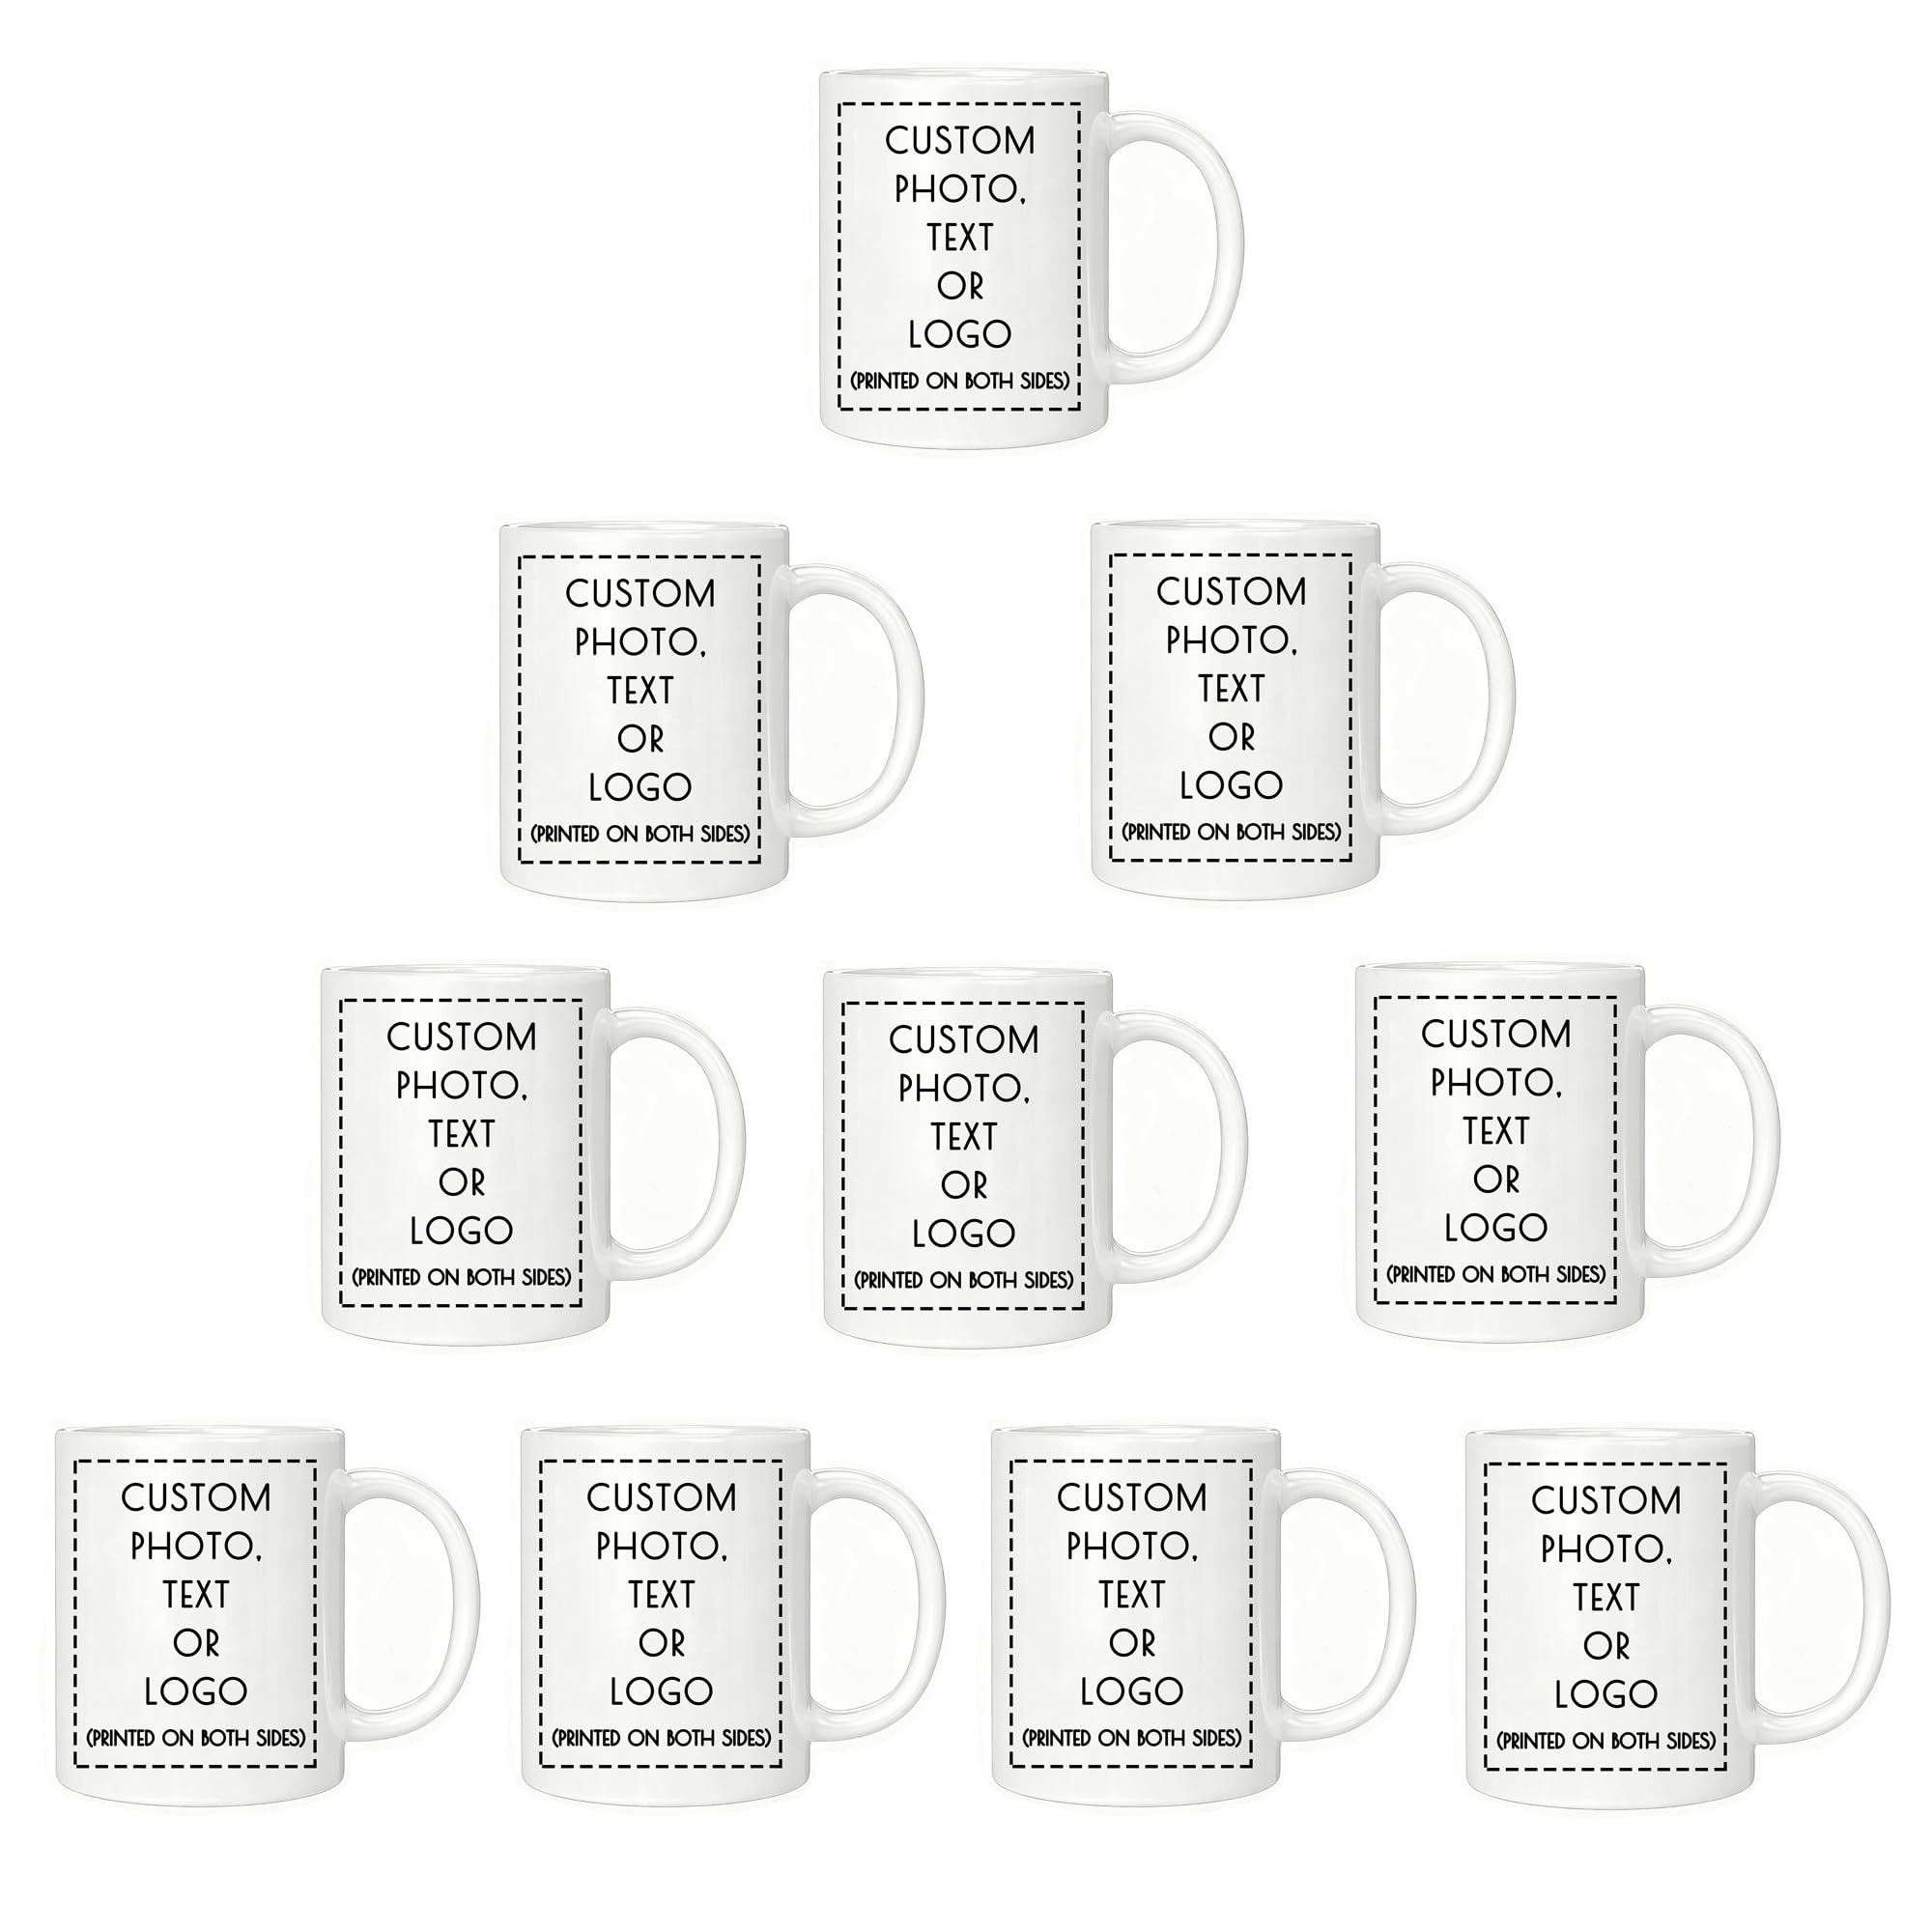 CUSTOM
PHOTO,
TEXT
OR
LOGO
(PRINTED ON BOTH SIDES)
CUSTOM
PHOTO,
TEXT
OR
LOGO
(PRINTED ON BOTH SIDES)
CUSTOM
PHOTO,
TEXT
OR
LOGO
(PRINTED ON BOTH SIDES)
CUSTOM
PHOTO,
TEXT
OR
LOGO
(PRINTED ON BOTH SIDES)
CUSTOM
PHOTO,
TEXT
OR
LOGO
(PRINTED ON BOTH SIDES)
CUSTOM
PHOTO,
TEXT
OR
LOGO
(PRINTED ON BOTH SIDES)
CUSTOM
PHOTO,
TEXT
OR
LOGO
(PRINTED ON BOTH SIDES)
CUSTOM
PHOTO,
TEXT
OR
LOGO
(PRINTED ON BOTH SIDES)
CUSTOM
PHOTO,
TEXT
OR
LOGO
(PRINTED ON BOTH SIDES)
CUSTOM
PHOTO,
TEXT
OR
LOGO
(PRINTED ON BOTH SIDES)